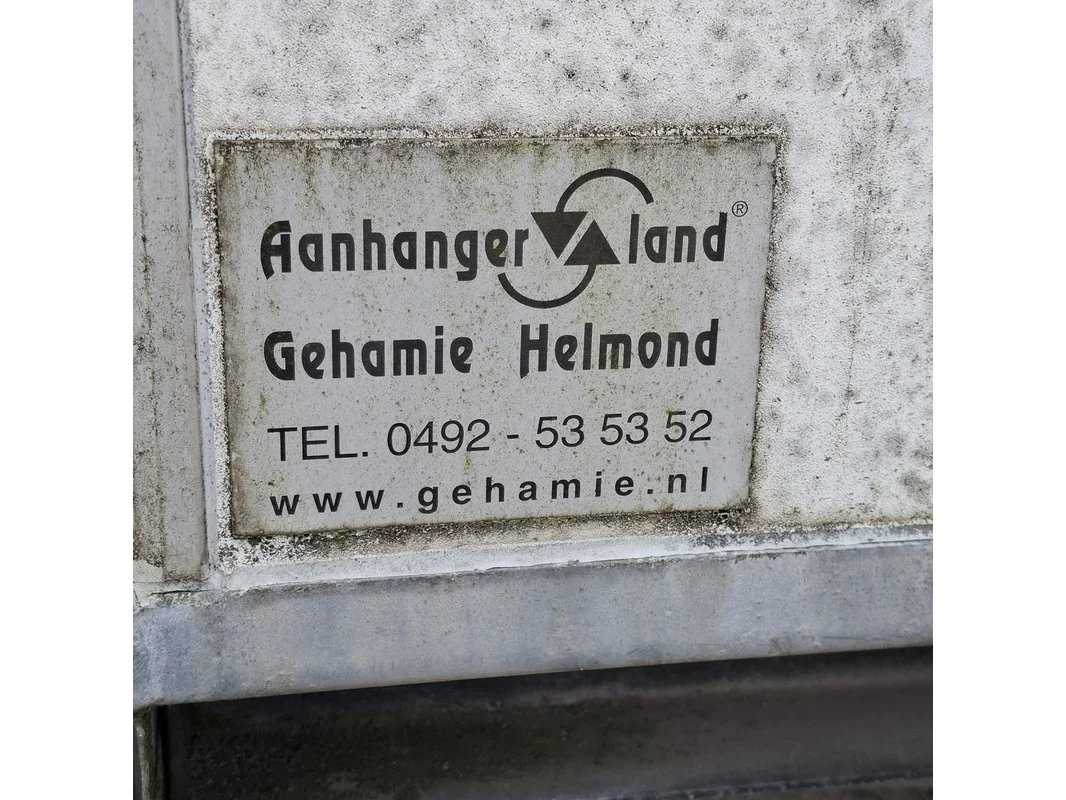 Aanhanger land®
Gehamie Helmond
TEL. 0492 - 53 53 52
www.gehamie.nl